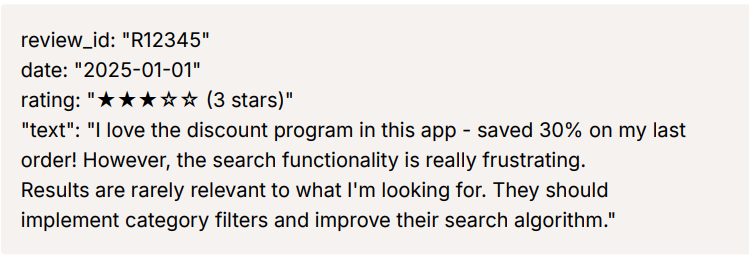 review_id: "R12345"
date: "2025-01-01"
rating: "★★★☆☆ (3 stars)"
"text": "I love the discount program in this app - saved 30% on my last
order! However, the search functionality is really frustrating.
Results are rarely relevant to what I'm looking for. They should
implement category filters and improve their search algorithm."